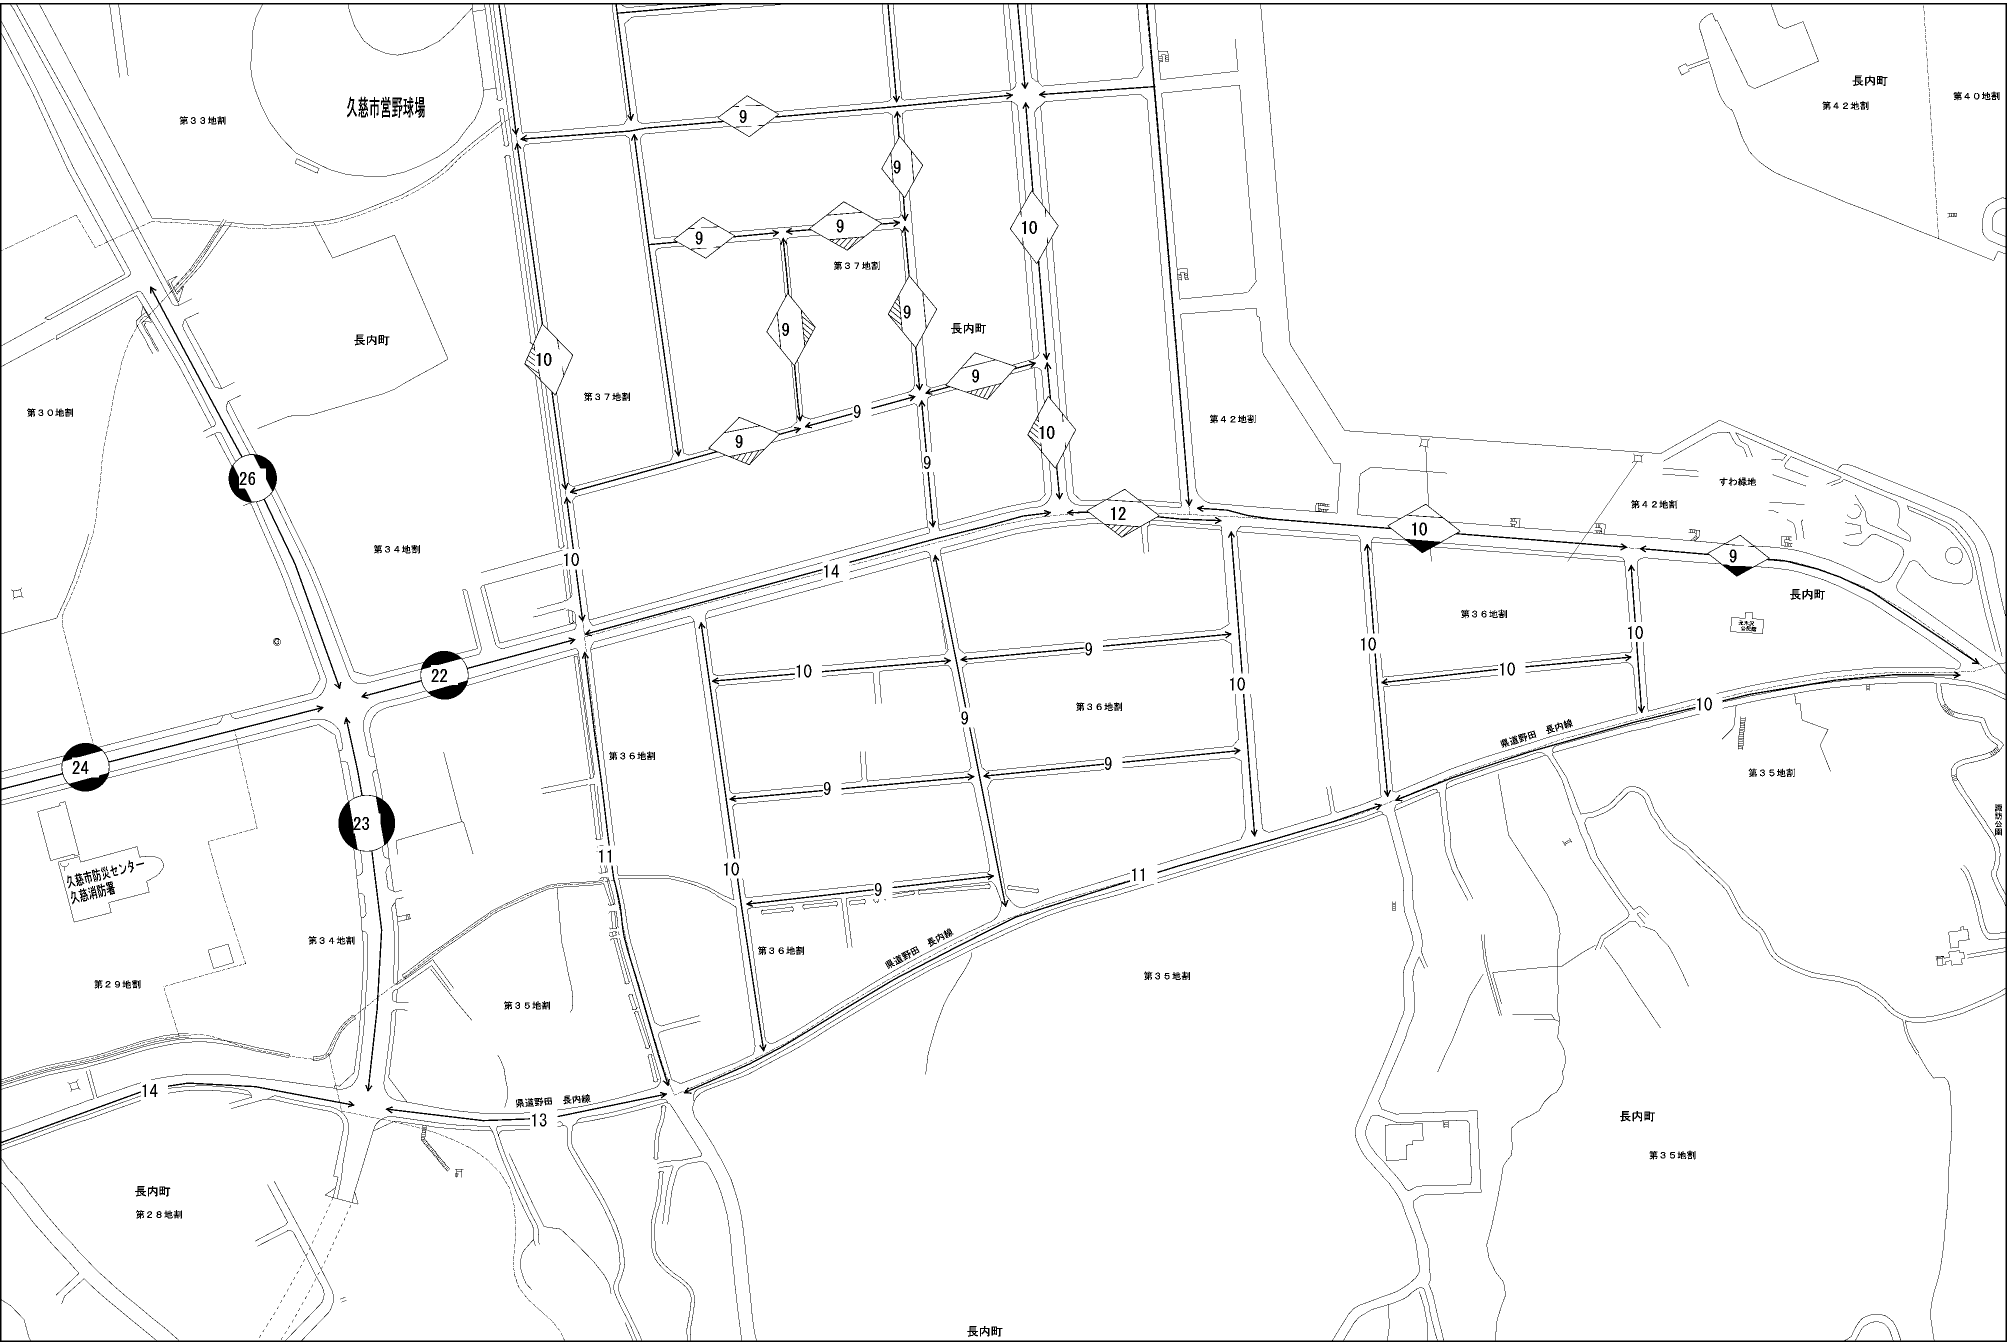 長内町
第４２地割
第４０地割
久慈市営野球場
第３３地割
9
9
9
9
10
第３７地割
9
9
長内町
長内町
10
9
第３７地割
第３０地割
9
9
10
第４２地割
9
26
すわ緑地
第４２地割
12
10
9
第３４地割
10
14
長内町
第３６地割
10
10
9
22
10
10
10
9
第３６地割
10
県道野田 長内線
第３６地割
24
9
9
第３５地割
23
諏訪公園
11
10
久慈市防災センター
久慈消防署
9
11
第３４地割
第３６地割
県道野田 長内線
第２９地割
第３５地割
第３５地割
14
県道野田 長内線
13
長内町
第３５地割
長内町
第２８地割
長内町